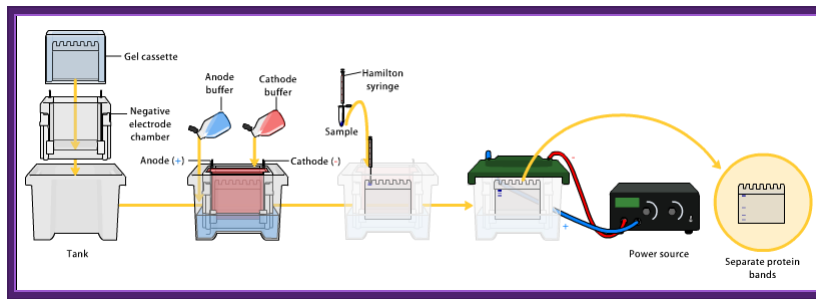 Gel cassette
Negative
electrode
chamber
Tank
Anode
buffer
Cathode
buffer
Anode (+)
Cathode (-)
Hamilton
syringe
Sample
-
+
Power source
Separate protein
bands